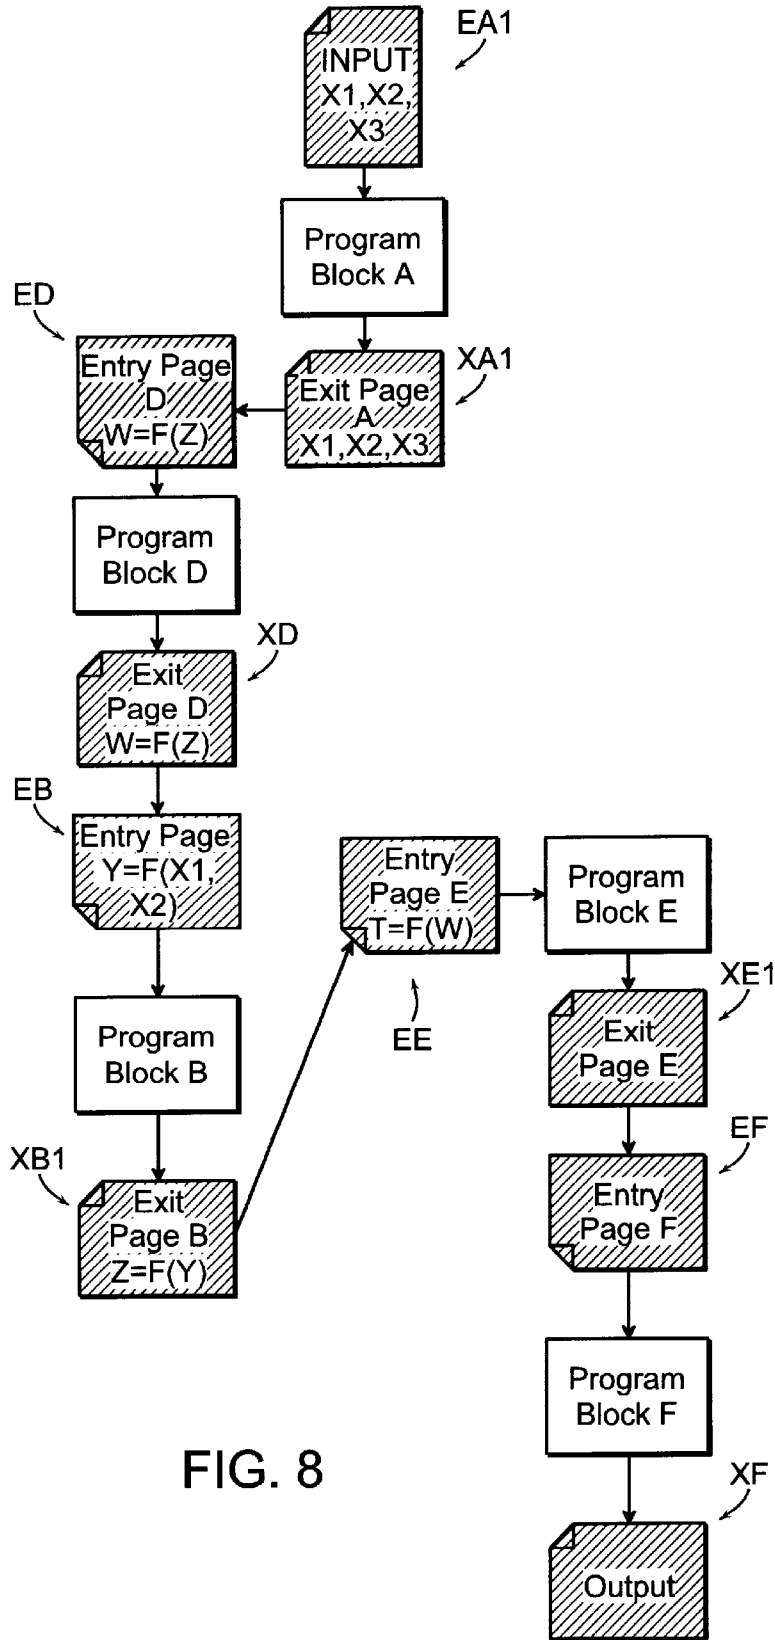 EA1
INPUT
X1,X2,
X3
Program
Block A
ED
Entry Page
D
W=F(Z)
XA1
Exit Page
A
X1,X2,X3
Program
Block D
XD
Exit
Page D
W=F(Z)
EB
Entry Page
Y=F(X1,
X2)
Program
Block B
XB1
Exit
Page B
Z=F(Y)
Entry
Page E
T=F(W)
EE
Program
Block E
XE1
Exit
Page E
EF
Entry
Page F
Program
Block F
XF
Output
FIG. 8